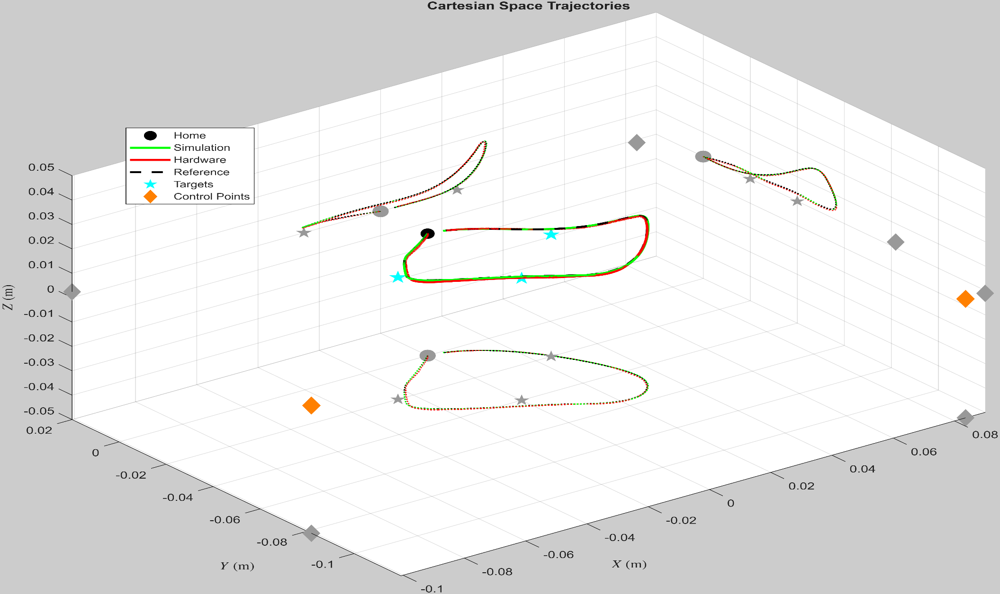 Cartesian Space Trajectories
Home
Simulation
Hardware
Reference
Targets
Control Points
0.05
0.04
0.03
0.02
0.01
0
-0.01
-0.02
-0.03
-0.04
-0.05
Z (m)
0.02
0
-0.02
-0.04
-0.06
-0.08
-0.1
Y (m)
0.08
0.06
0.04
0.02
0
-0.02
-0.04
-0.06
-0.08
-0.1
X (m)